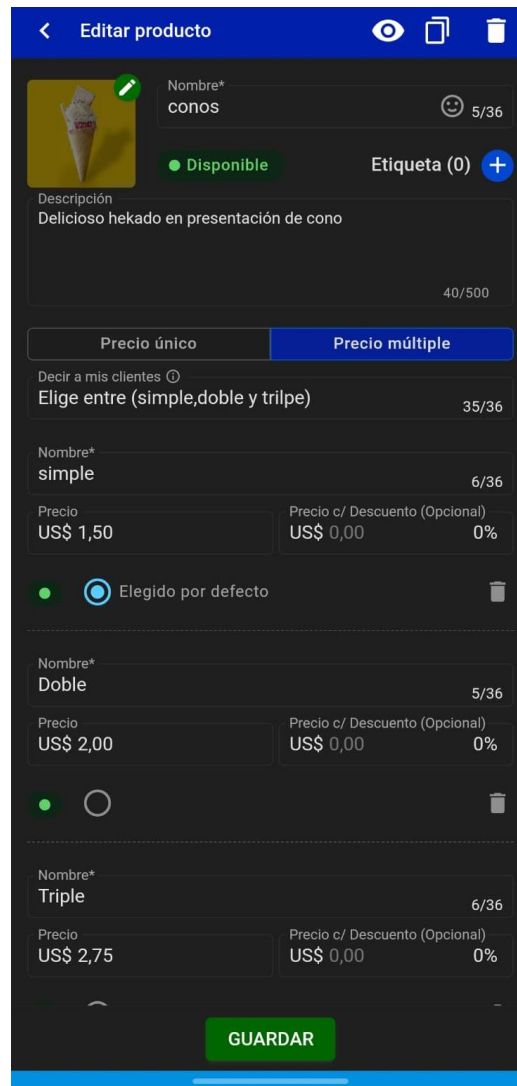 Editar producto
Nombre*
conos
5/36
Disponible
Etiqueta (0)
Descripción
Delicioso hekado en presentación de cono
40/500
Precio único
Precio múltiple
Decir a mis clientes
Elige entre (simple,doble y trilpe)
35/36
Nombre*
simple
6/36
Precio
Precio c/ Descuento (Opcional)
US$ 1,50
US$ 0,00
0%
Elegido por defecto
Nombre*
Doble
5/36
Precio
Precio c/ Descuento (Opcional)
US$ 2,00
US$ 0,00
0%
Nombre*
Triple
6/36
Precio
Precio c/ Descuento (Opcional)
US$ 2,75
US$ 0,00
0%
GUARDAR